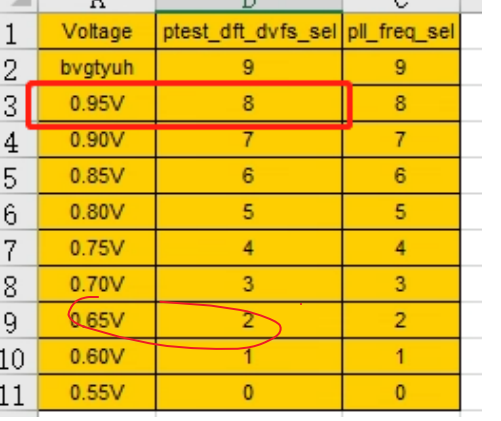 A D C
1 Voltage ptest_dft_dvfs_sel pll_freq_sel
2 bvgtyuh 9 9
3 0.95V 8 8
4 0.90V 7 7
5 0.85V 6 6
6 0.80V 5 5
7 0.75V 4 4
8 0.70V 3 3
9 0.65V 2 2
10 0.60V 1 1
11 0.55V 0 0